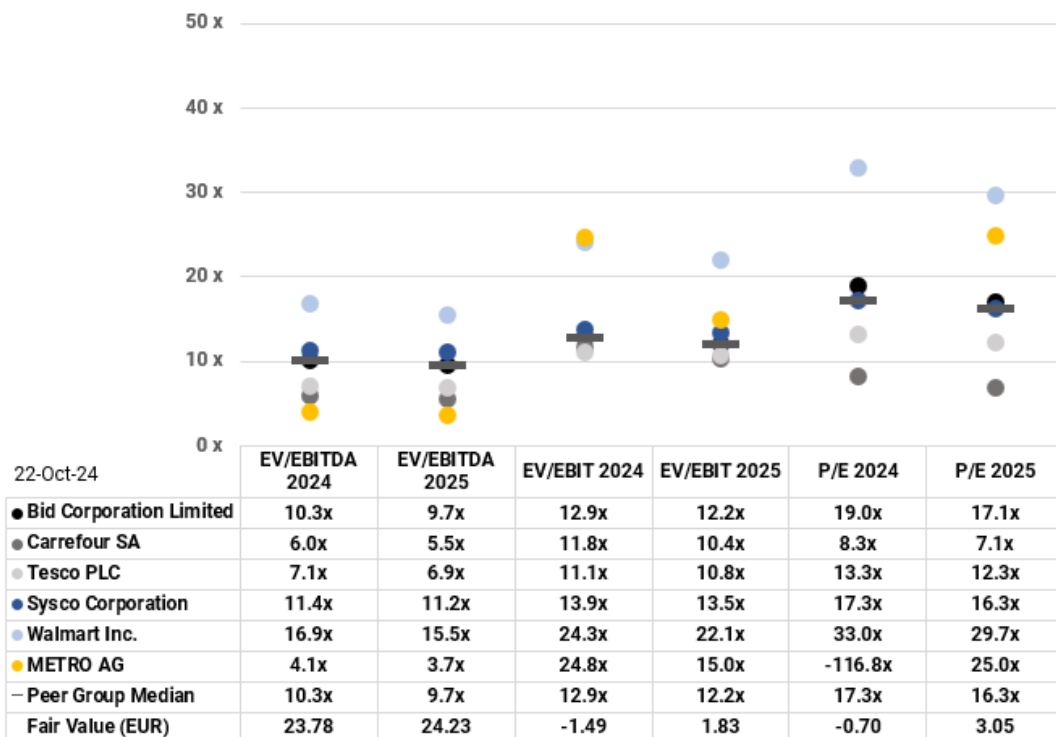 50 x
40 x
30 x
20 x
10 x
0 x
22-Oct-24 EV/EBITDA 2024 EV/EBITDA 2025 EV/EBIT 2024 EV/EBIT 2025 P/E 2024 P/E 2025
Bid Corporation Limited 10.3x 9.7x 12.9x 12.2x 19.0x 17.1x
Carrefour SA 6.0x 5.5x 11.8x 10.4x 8.3x 7.1x
Tesco PLC 7.1x 6.9x 11.1x 10.8x 13.3x 12.3x
Sysco Corporation 11.4x 11.2x 13.9x 13.5x 17.3x 16.3x
Walmart Inc. 16.9x 15.5x 24.3x 22.1x 33.0x 29.7x
METRO AG 4.1x 3.7x 24.8x 15.0x -116.8x 25.0x
Peer Group Median 10.3x 9.7x 12.9x 12.2x 17.3x 16.3x
Fair Value (EUR) 23.78 24.23 -1.49 1.83 -0.70 3.05